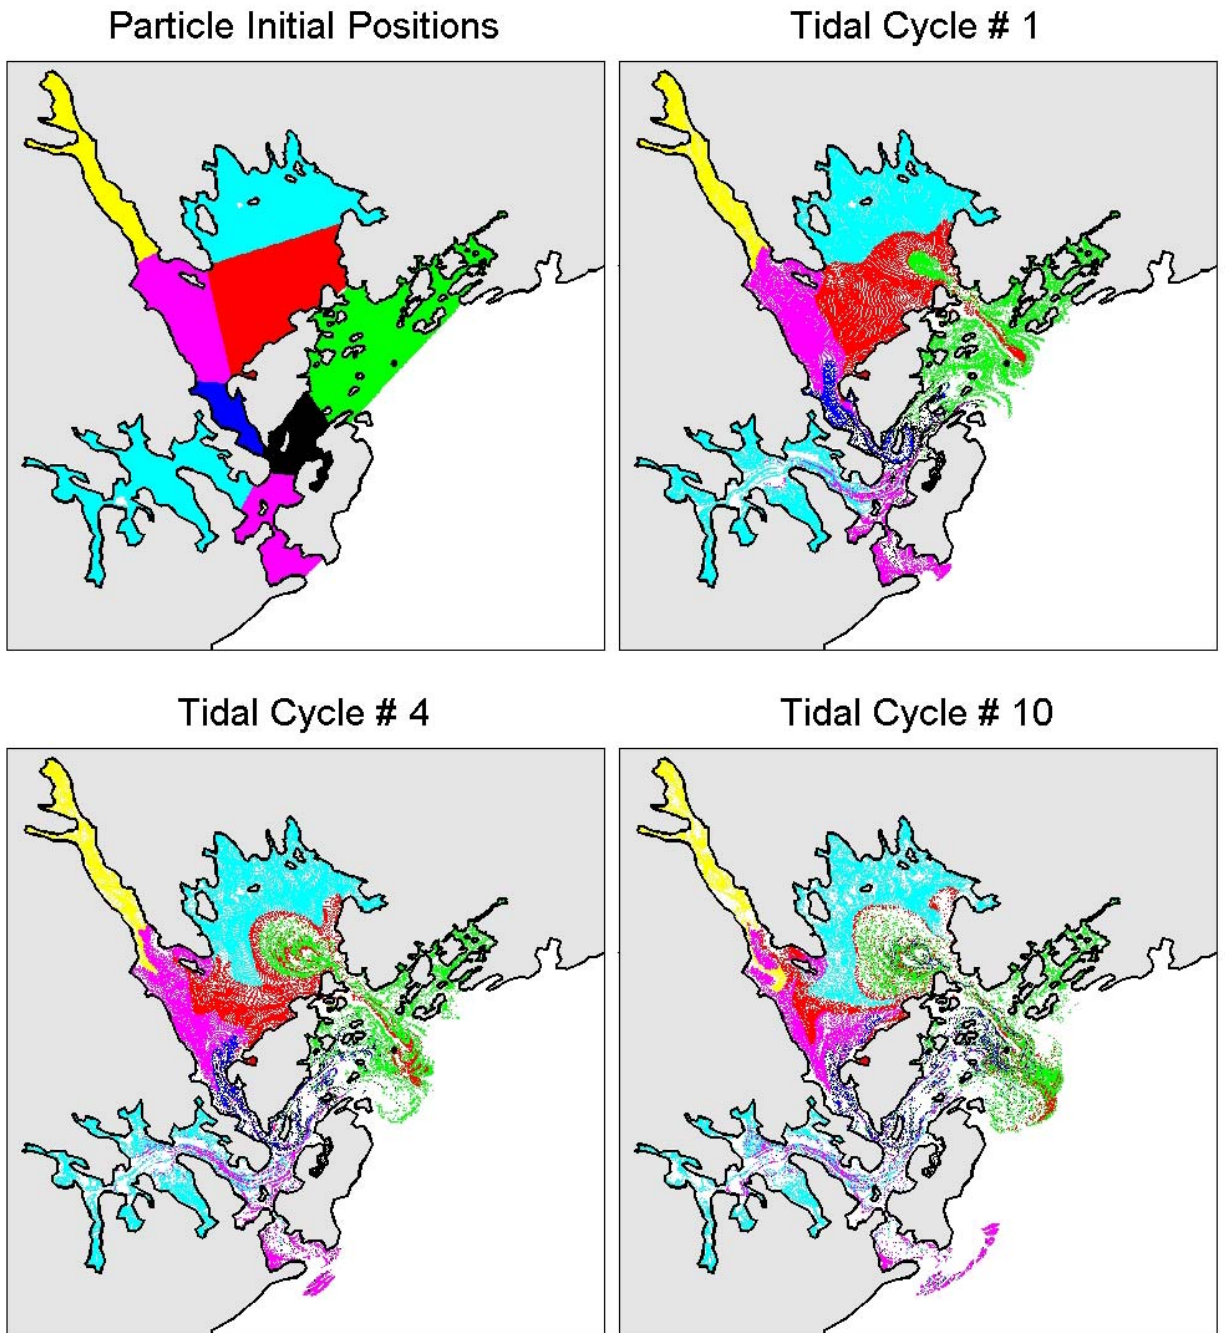 Particle Initial Positions
Tidal Cycle # 1
Tidal Cycle # 4
Tidal Cycle # 10